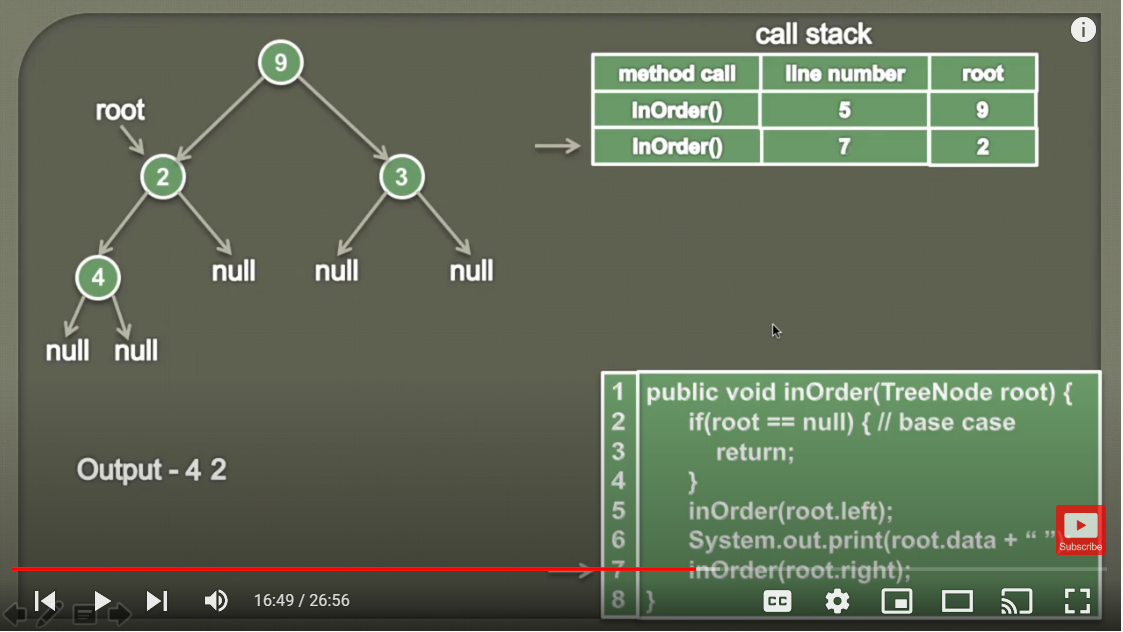 call stack
method call line number root
InOrder() 5 9
InOrder() 7 2
9
root
2 3
4 null null null
null null
Output - 4 2
1 public void inOrder(TreeNode root) {
2 if(root == null) { // base case
3 return;
4 }
5 inOrder(root.left);
6 System.out.print(root.data + “ ”)
7 inOrder(root.right);
8 }
Subscribe
16:49 / 26:56
CC
i